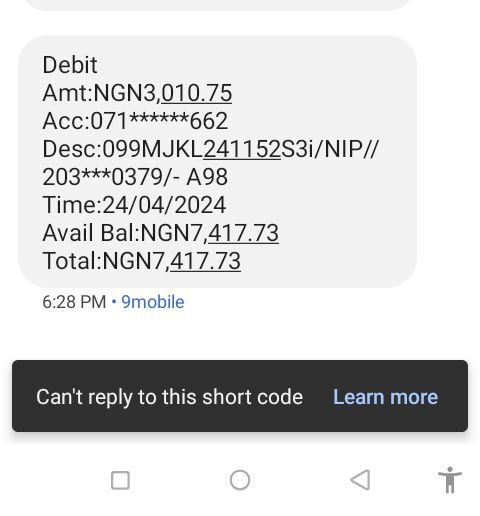 Debit
Amt:NGN3,010.75
Acc:071******662
Desc:099MJKL241152S3i/NIP//
203***0379/- A98
Time:24/04/2024
Avail Bal:NGN7,417.73
Total:NGN7,417.73
6:28 PM • 9mobile
Can't reply to this short code Learn more